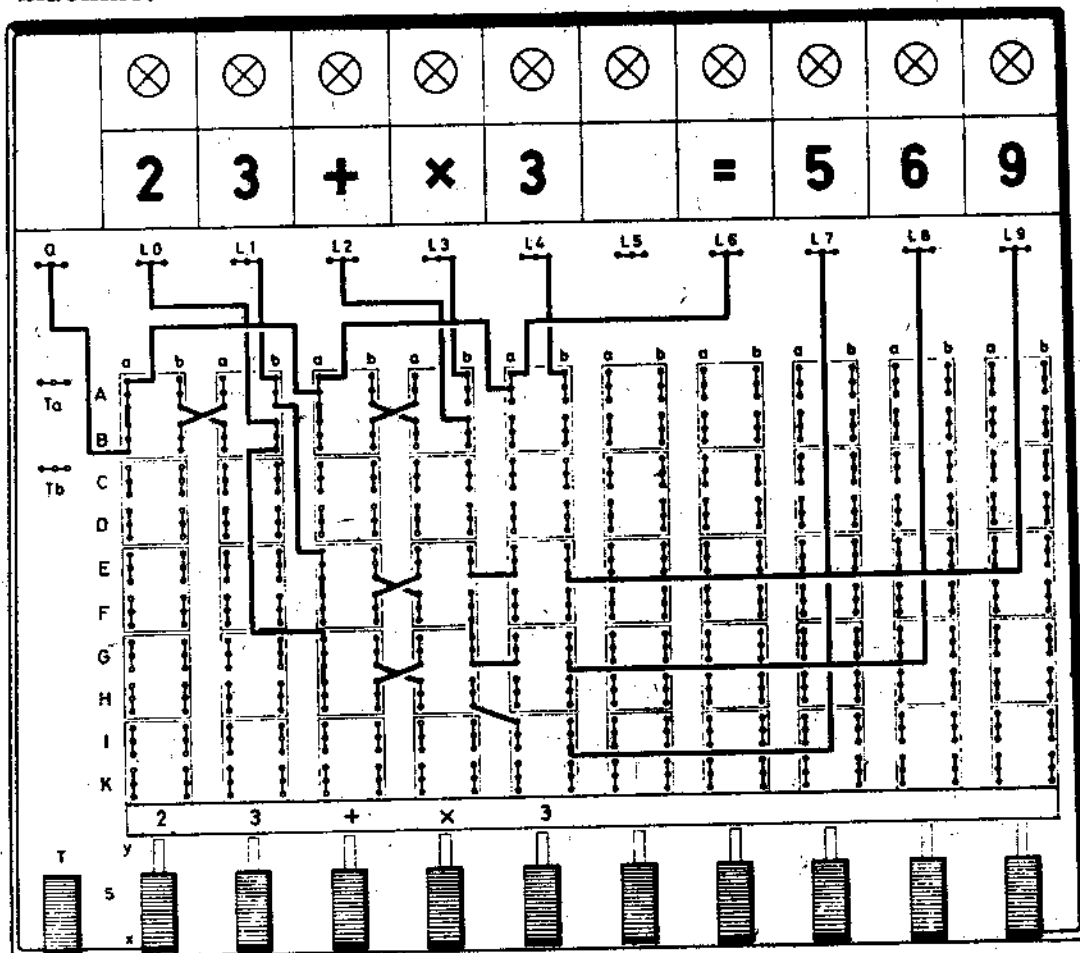 2 3 + × 3 = 5 6 9
Q L0 L1 L2 L3 L4 L5 L6 L7 L8 L9
a b a b a b a b a b a b a b a b a b a b
A
Ta
B
Tb
C
D
E
F
G
H
I
K
2 3 + × 3
y
T
S
x